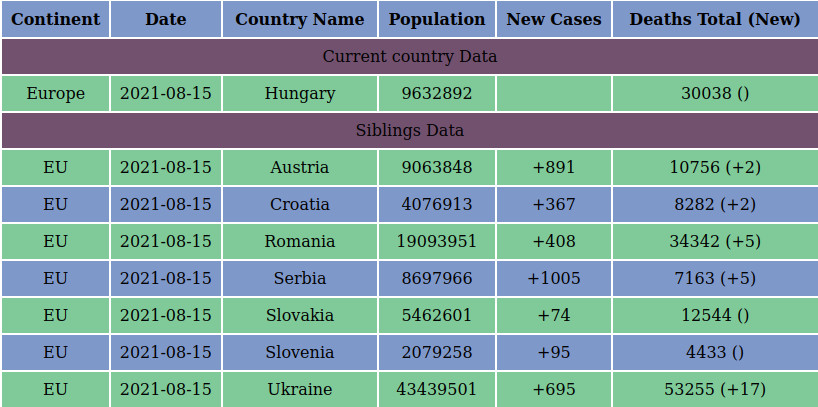 Continent Date Country Name Population New Cases Deaths Total (New)
Current country Data
Europe 2021-08-15 Hungary 9632892 30038 ()
Siblings Data
EU 2021-08-15 Austria 9063848 +891 10756 (+2)
EU 2021-08-15 Croatia 4076913 +367 8282 (+2)
EU 2021-08-15 Romania 19093951 +408 34342 (+5)
EU 2021-08-15 Serbia 8697966 +1005 7163 (+5)
EU 2021-08-15 Slovakia 5462601 +74 12544 ()
EU 2021-08-15 Slovenia 2079258 +95 4433 ()
EU 2021-08-15 Ukraine 43439501 +695 53255 (+17)